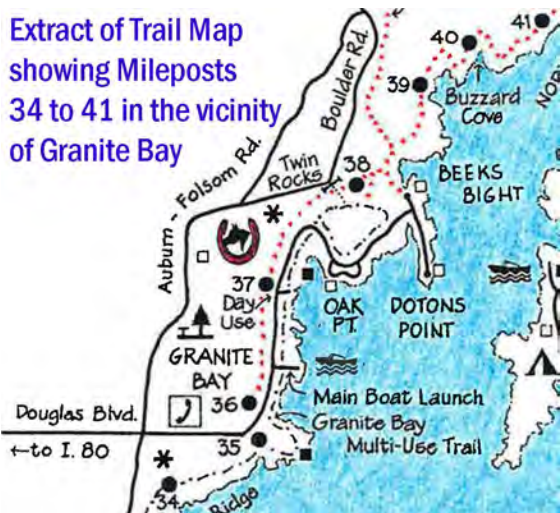 Extract of Trail Map
showing Mileposts
34 to 41 in the vicinity
of Granite Bay
41
40
39
Buzzard
Cove
Boulder Rd.
Twin
Rocks
38
Auburn - Folsom Rd.
BEEKS
BIGHT
37
Day
Use
OAK
PT.
DOTONS
POINT
GRANITE
BAY
36
Main Boat Launch
Douglas Blvd.
Granite Bay
Multi-Use Trail
35
←to I. 80
34